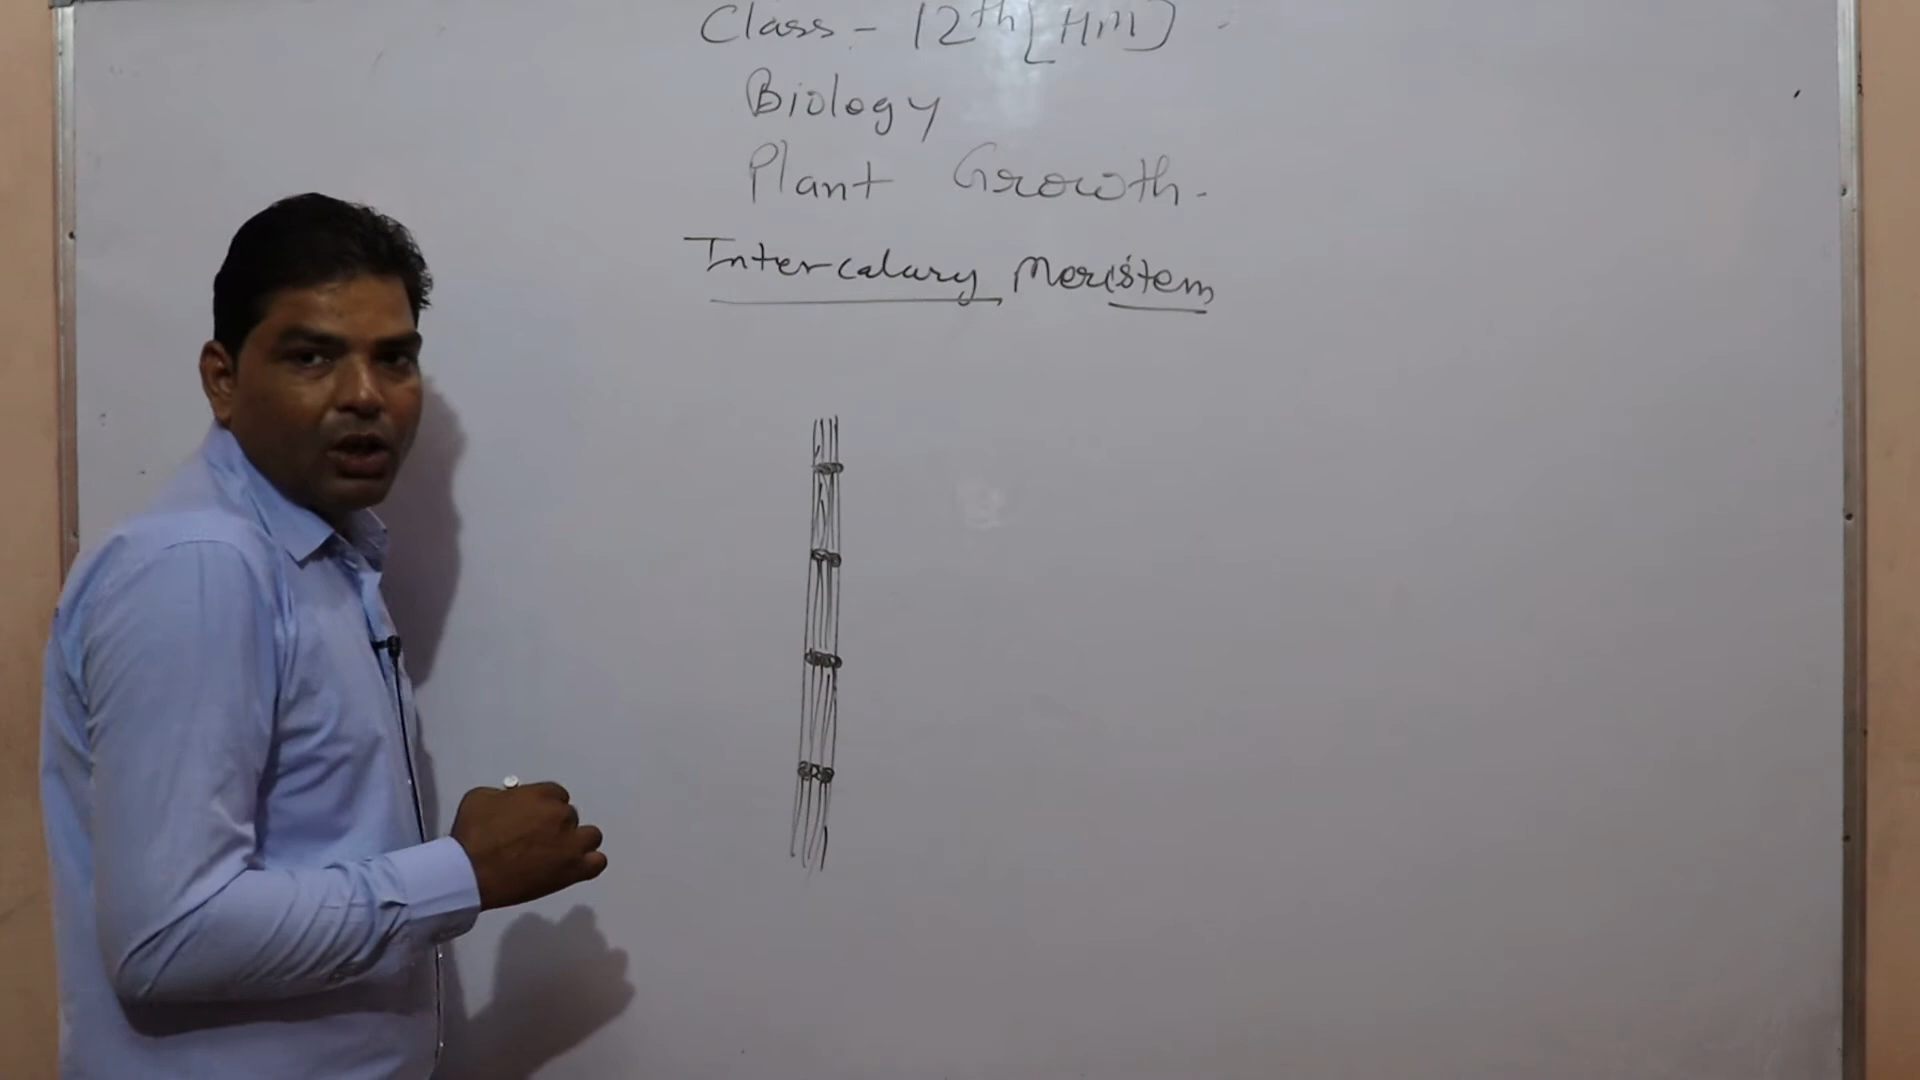 Class - 12th [HM]
Biology
Plant Growth.
Intercalary Meristem